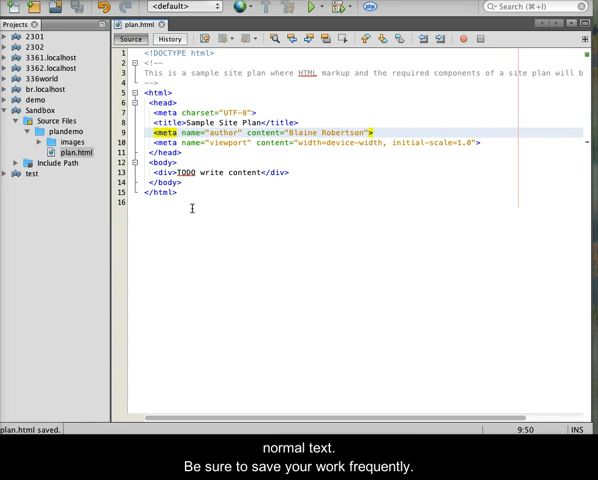 <default>
Search (⌘+I)
Projects
plan.html
2301
2302
3361.localhost
3362.localhost
336world
br.localhost
demo
Sandbox
Source Files
plandemo
images
plan.html
Include Path
test
Source
History
1 <!DOCTYPE html>
2 <!--
3 This is a sample site plan where HTML markup and the required components of a site plan will b
4 -->
5 <html>
6 <head>
7 <meta charset="UTF-8">
8 <title>Sample Site Plan</title>
9 <meta name="author" content="Blaine Robertson">
10 <meta name="viewport" content="width=device-width, initial-scale=1.0">
11 </head>
12 <body>
13 <div>TODO write content</div>
14 </body>
15 </html>
16
plan.html saved.
9:50
INS
normal text.
Be sure to save your work frequently.